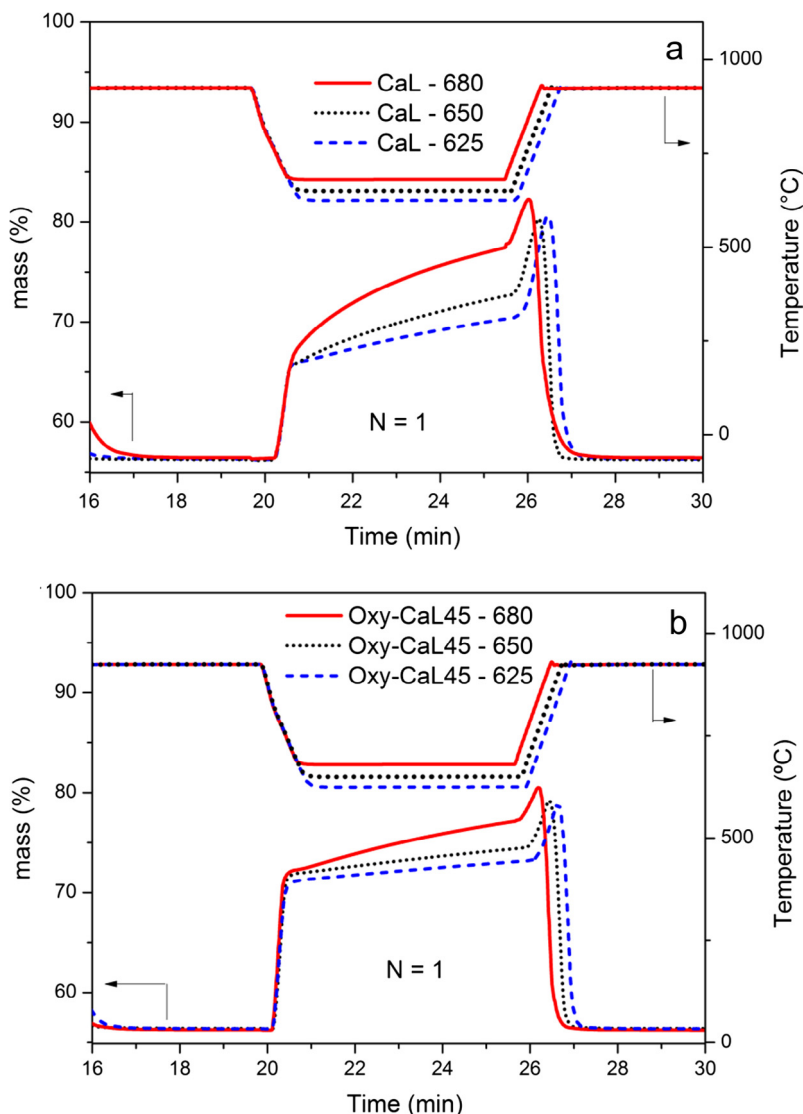 a
CaL - 680
CaL - 650
CaL - 625
N = 1
mass (%)
100
90
80
70
60
Temperature (°C)
1000
500
0
16 18 20 22 24 26 28 30
Time (min)
b
Oxy-CaL45 - 680
Oxy-CaL45 - 650
Oxy-CaL45 - 625
N = 1
mass (%)
100
90
80
70
60
Temperature (ºC)
1000
500
0
16 18 20 22 24 26 28 30
Time (min)